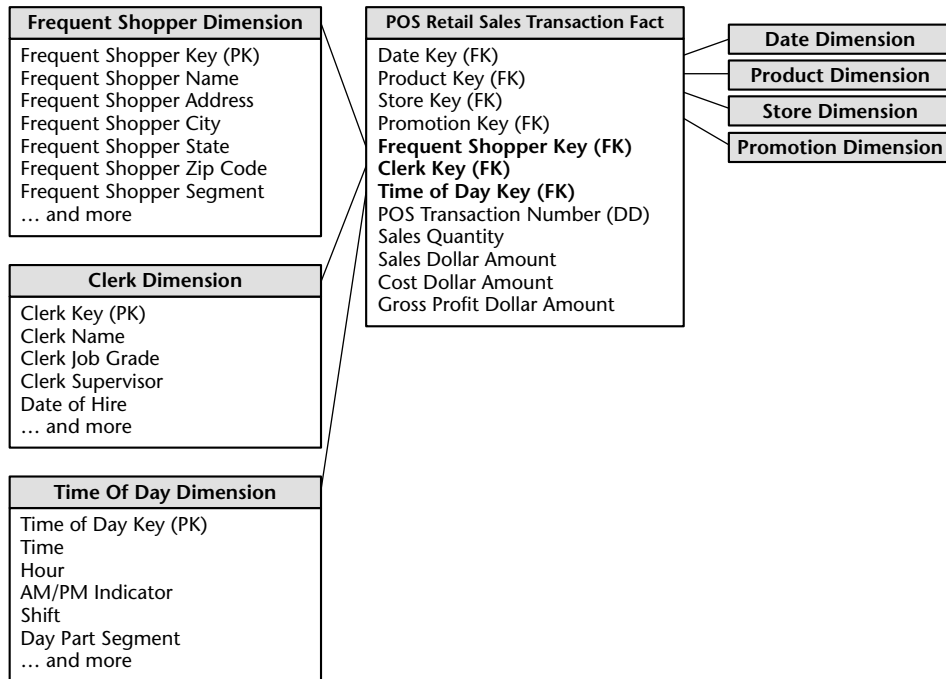 Frequent Shopper Dimension
Frequent Shopper Key (PK)
Frequent Shopper Name
Frequent Shopper Address
Frequent Shopper City
Frequent Shopper State
Frequent Shopper Zip Code
Frequent Shopper Segment
… and more
Clerk Dimension
Clerk Key (PK)
Clerk Name
Clerk Job Grade
Clerk Supervisor
Date of Hire
… and more
Time Of Day Dimension
Time of Day Key (PK)
Time
Hour
AM/PM Indicator
Shift
Day Part Segment
… and more
POS Retail Sales Transaction Fact
Date Key (FK)
Product Key (FK)
Store Key (FK)
Promotion Key (FK)
Frequent Shopper Key (FK)
Clerk Key (FK)
Time of Day Key (FK)
POS Transaction Number (DD)
Sales Quantity
Sales Dollar Amount
Cost Dollar Amount
Gross Profit Dollar Amount
Date Dimension
Product Dimension
Store Dimension
Promotion Dimension